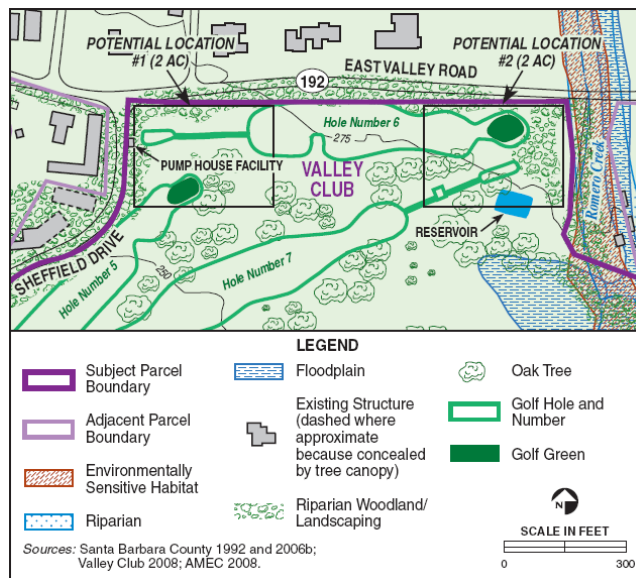 POTENTIAL LOCATION
#1 (2 AC)
POTENTIAL LOCATION
#2 (2 AC)
192
EAST VALLEY ROAD
Hole Number 6
275
PUMP HOUSE FACILITY
VALLEY
CLUB
RESERVOIR
Romero Creek
SHEFFIELD DRIVE
Hole Number 5
250
Hole Number 7
LEGEND
Subject Parcel
Boundary
Adjacent Parcel
Boundary
Environmentally
Sensitive Habitat
Riparian
Floodplain
Existing Structure
(dashed where
approximate
because concealed
by tree canopy)
Riparian Woodland/
Landscaping
Oak Tree
Golf Hole and
Number
Golf Green
N
SCALE IN FEET
0 300
Sources: Santa Barbara County 1992 and 2006b;
Valley Club 2008; AMEC 2008.